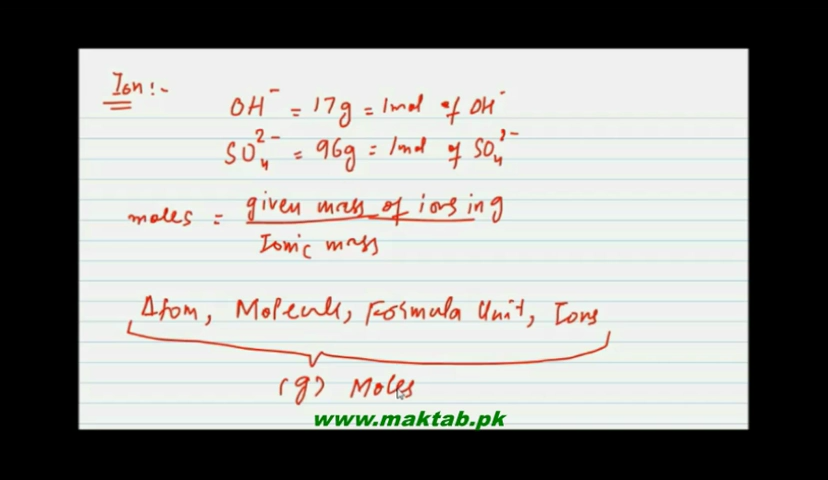 Ion:-
OH⁻ = 17g = 1mol of OH⁻
SO₄²⁻ = 96g = 1mol of SO₄²⁻
moles = given mass of ions in g
Ionic mass
Atom, Molecule, Formula Unit, Ions
(g) Moles
www.maktab.pk